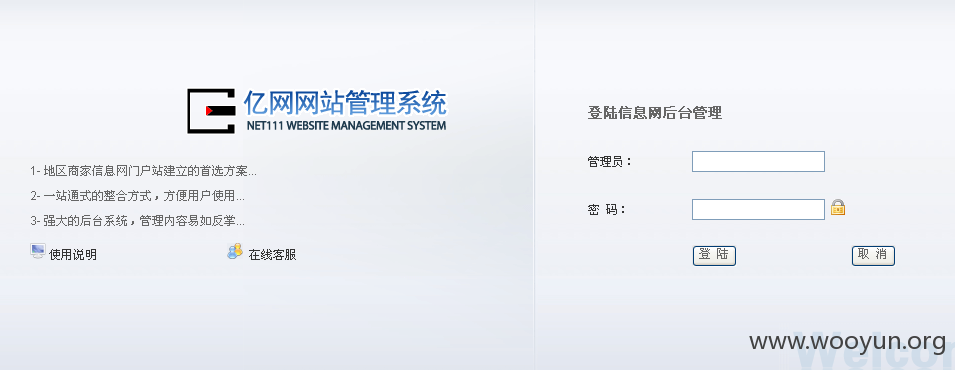 亿网网站管理系统
NET111 WEBSITE MANAGEMENT SYSTEM
1- 地区商家信息网门户站建立的首选方案...
2- 一站通式的整合方式，方便用户使用...
3- 强大的后台系统，管理内容易如反掌...
使用说明
在线客服
登陆信息网后台管理
管理员：
密 码：
登 陆
取 消
www.wooyun.org